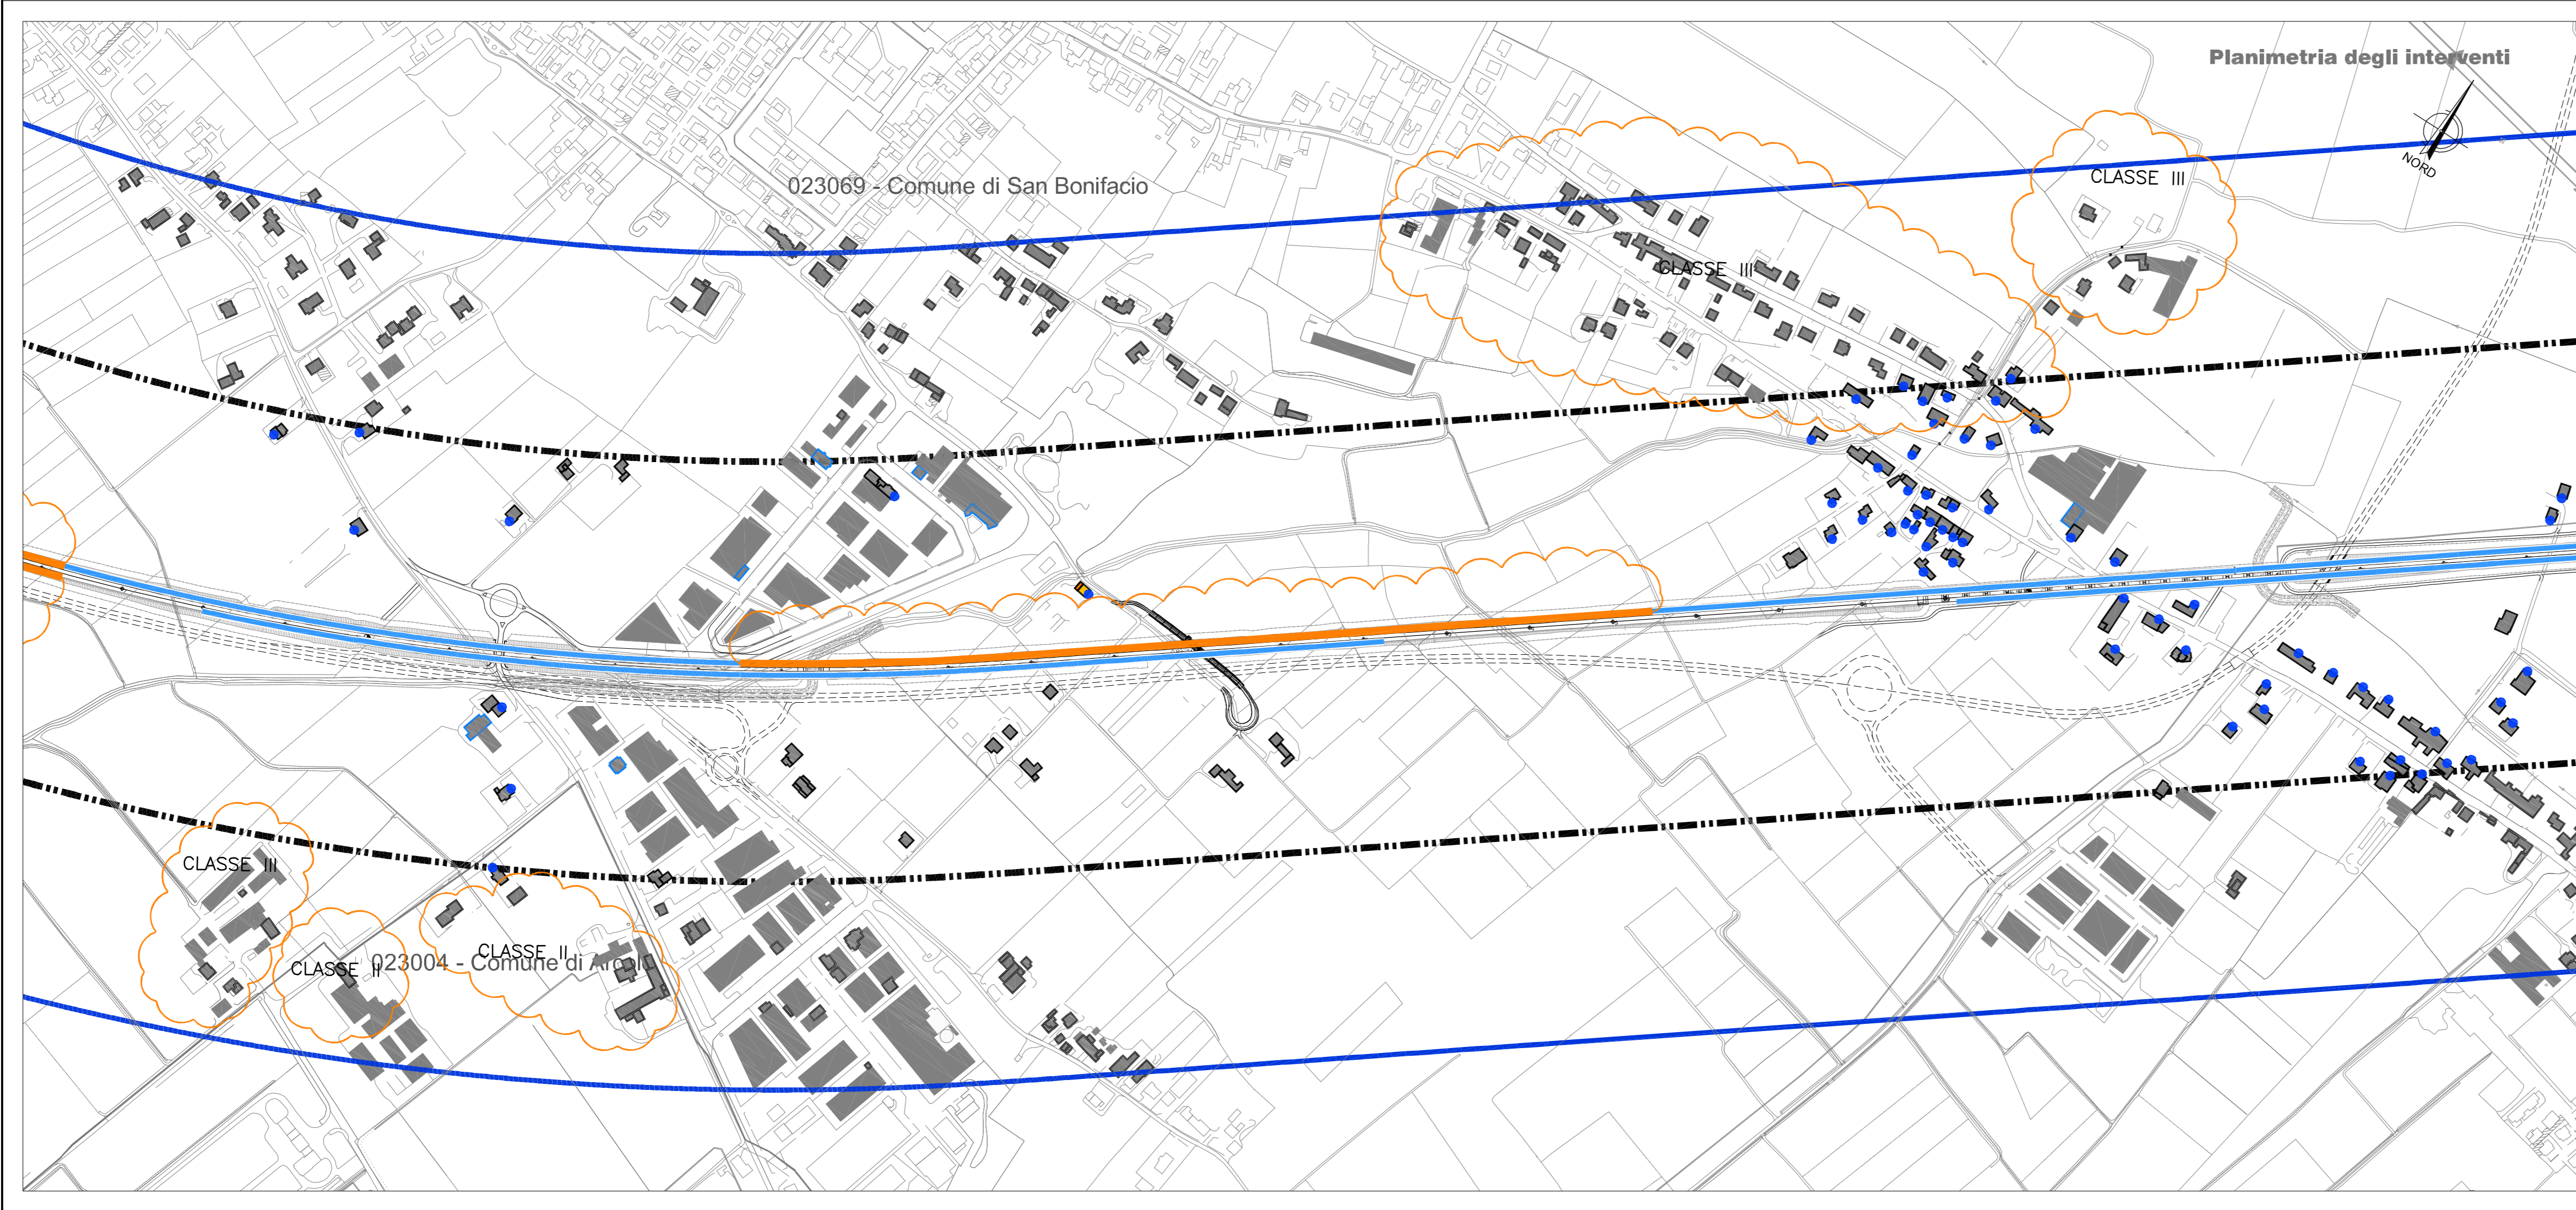 Planimetria degli interventi
NORD
CLASSE III
023069 - Comune di San Bonifacio
CLASSE III
CLASSE III
CLASSE II
CLASSE II
023004 - Comune di